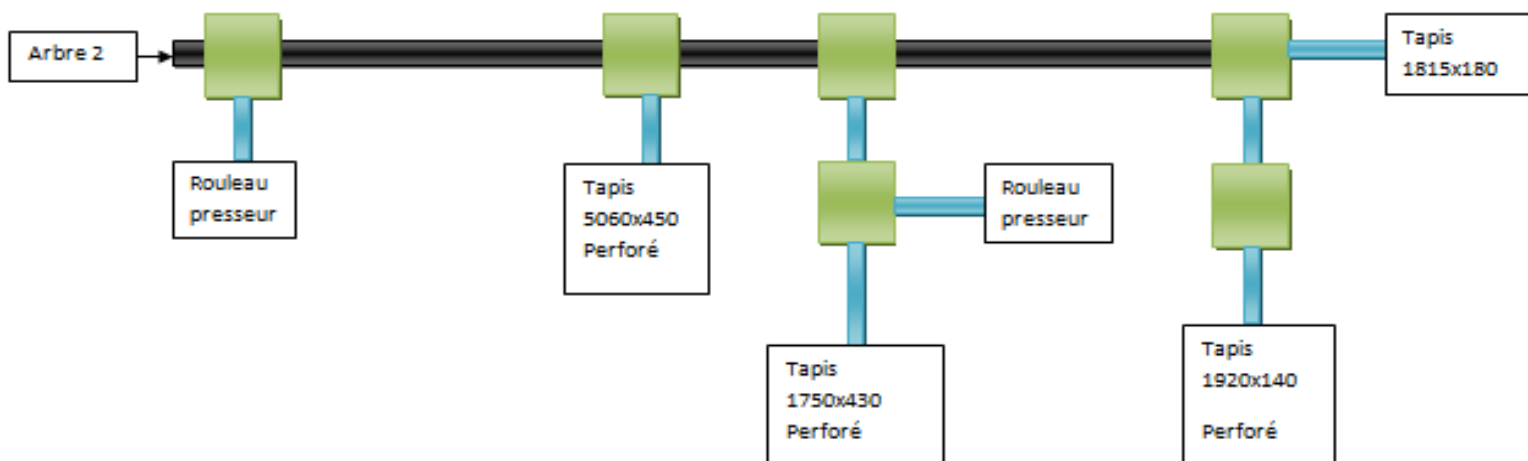 Arbre 2
Tapis
1815x180
Rouleau
presseur
Tapis
5060x450
Perforé
Rouleau
presseur
Tapis
1750x430
Perforé
Tapis
1920x140
Perforé